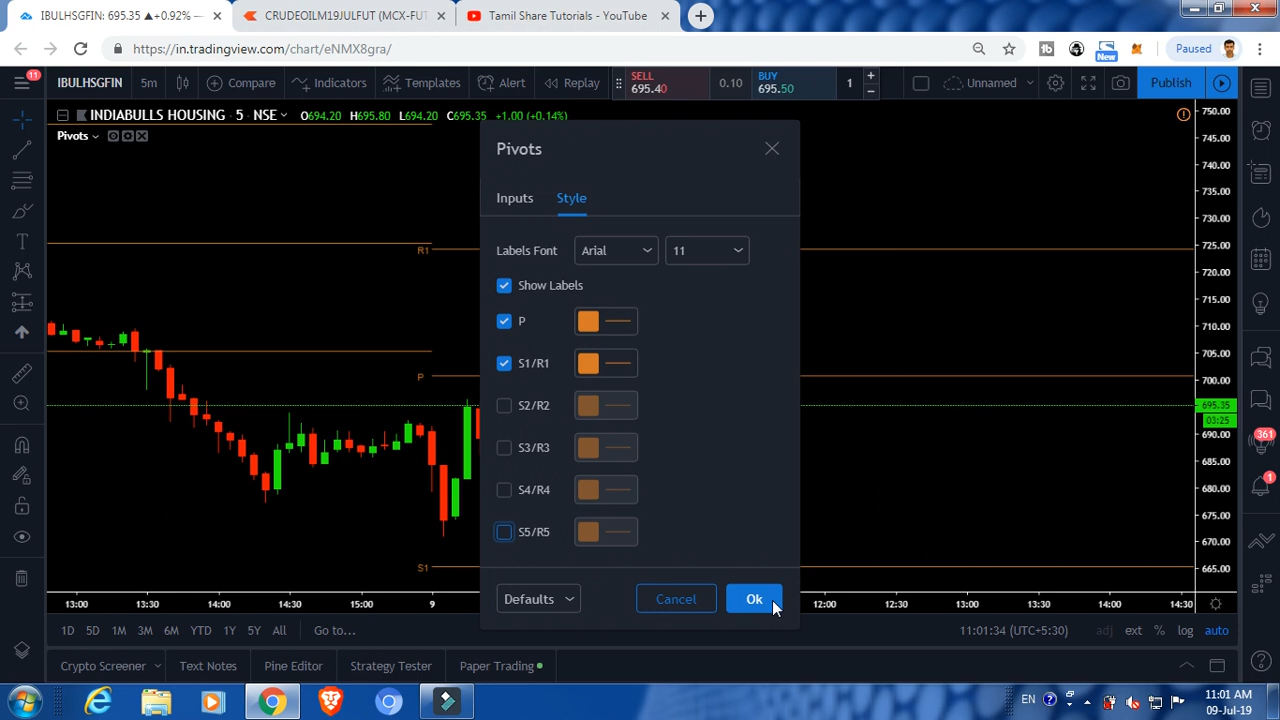 IBULHSGFIN: 695.35 ▲+0.92% —
CRUDEOILM19JULFUT (MCX-FUT
Tamil Share Tutorials - YouTube
https://in.tradingview.com/chart/eNMX8gra/
New
Paused
11
IBULHSGFIN
5m
Compare
Indicators
Templates
Alert
Replay
SELL
695.40
0.10
BUY
695.50
1
Unnamed
Publish
INDIABULLS HOUSING · 5 · NSE
O694.20 H695.80 L694.20 C695.35 +1.00 (+0.14%)
Pivots
Pivots
Inputs
Style
Labels Font
Arial
11
Show Labels
P
S1/R1
S2/R2
S3/R3
S4/R4
S5/R5
Defaults
Cancel
Ok
R1
P
S1
750.00
745.00
740.00
735.00
730.00
725.00
720.00
715.00
710.00
705.00
700.00
695.35
03:25
690.00
685.00
680.00
675.00
670.00
665.00
361
1
13:00
13:30
14:00
14:30
15:00
9
12:00
12:30
13:00
13:30
14:00
14:30
1D
5D
1M
3M
6M
YTD
1Y
5Y
All
Go to...
11:01:34 (UTC+5:30)
adj
ext
%
log
auto
Crypto Screener
Text Notes
Pine Editor
Strategy Tester
Paper Trading
EN
11:01 AM
09-Jul-19